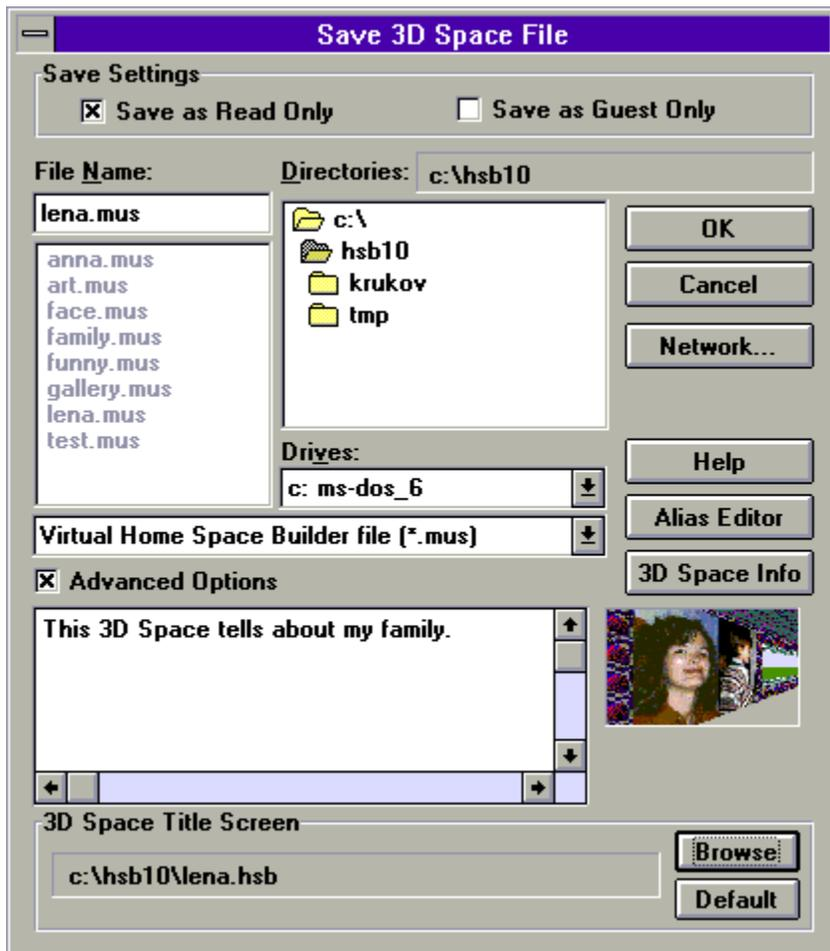 Save 3D Space File
Save Settings
Save as Read Only
Save as Guest Only
File Name:
lena.mus
anna.mus
art.mus
face.mus
family.mus
funny.mus
gallery.mus
lena.mus
test.mus
Directories:
c:\hsb10
c:\
hsb10
krukov
tmp
Drives:
c: ms-dos_6
OK
Cancel
Network...
Help
Alias Editor
3D Space Info
Virtual Home Space Builder file (*.mus)
Advanced Options
This 3D Space tells about my family.
3D Space Title Screen
c:\hsb10\lena.hsb
Browse
Default